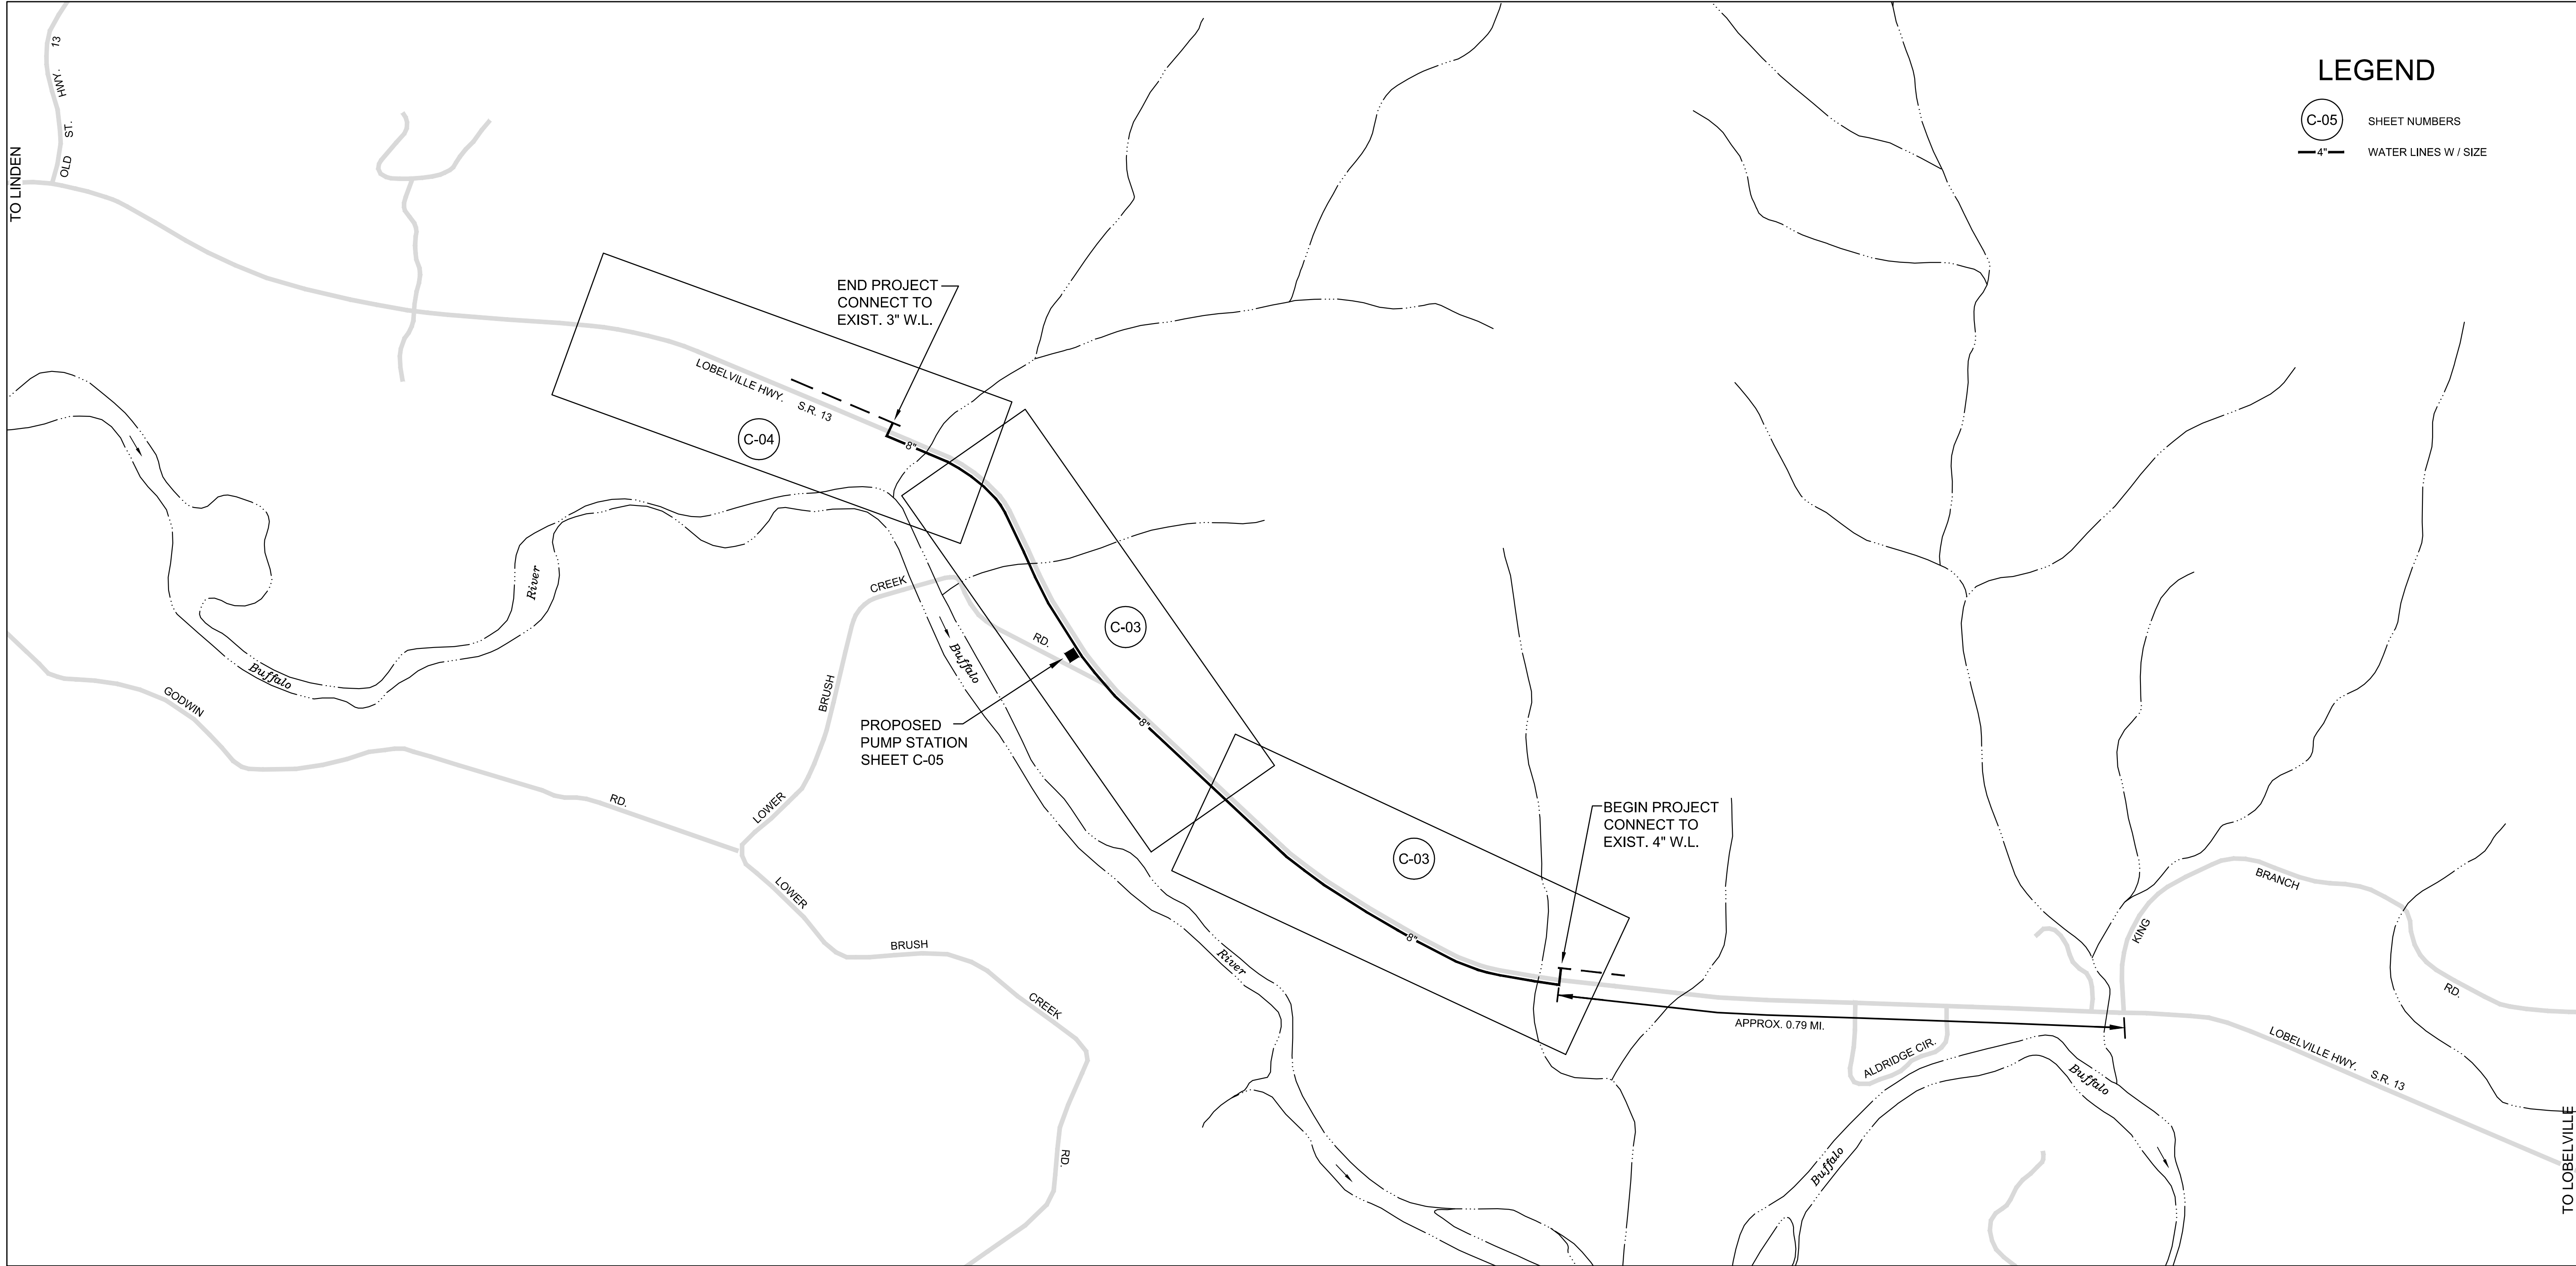 LEGEND
C-05 SHEET NUMBERS
4" WATER LINES W / SIZE
TO LINDEN
OLD ST. HWY. 13
END PROJECT
CONNECT TO
EXIST. 3" W.L.
LOBELVILLE HWY. S.R. 13
8"
C-04
CREEK
RD.
C-03
River
Buffalo
Buffalo
GODWIN
RD.
BRUSH
LOWER
PROPOSED
PUMP STATION
SHEET C-05
8"
BEGIN PROJECT
CONNECT TO
EXIST. 4" W.L.
C-03
8"
LOWER
BRUSH
CREEK
RD.
River
APPROX. 0.79 MI.
ALDRIDGE CIR.
KING
BRANCH
RD.
LOBELVILLE HWY. S.R. 13
Buffalo
Buffalo
TO LOBELVILLE